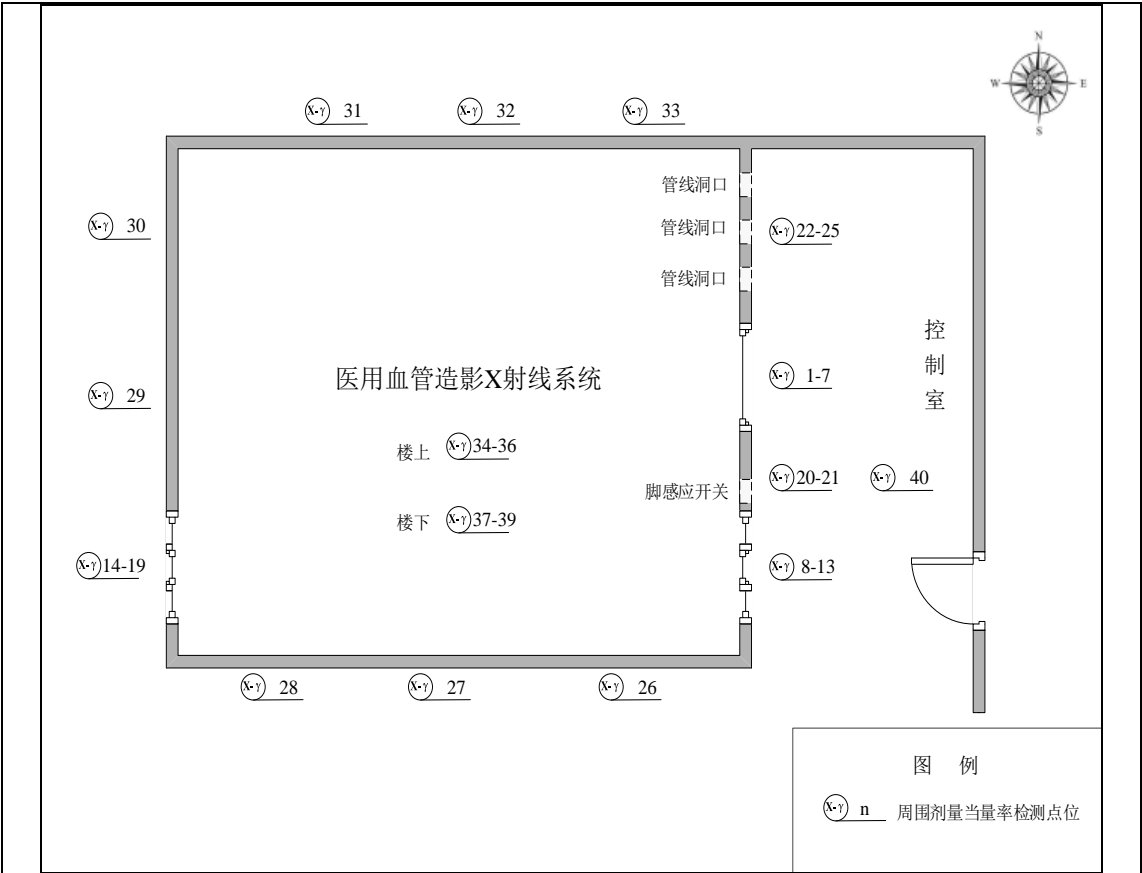 N
W E
S
X-γ 31 X-γ 32 X-γ 33
管线洞口
X-γ 30
管线洞口 X-γ 22-25
管线洞口
控制室
医用血管造影X射线系统 X-γ 1-7
X-γ 29
楼上 X-γ 34-36
脚感应开关 X-γ 20-21 X-γ 40
楼下 X-γ 37-39
X-γ 14-19 X-γ 8-13
X-γ 28 X-γ 27 X-γ 26
图 例
X-γ n 周围剂量当量率检测点位